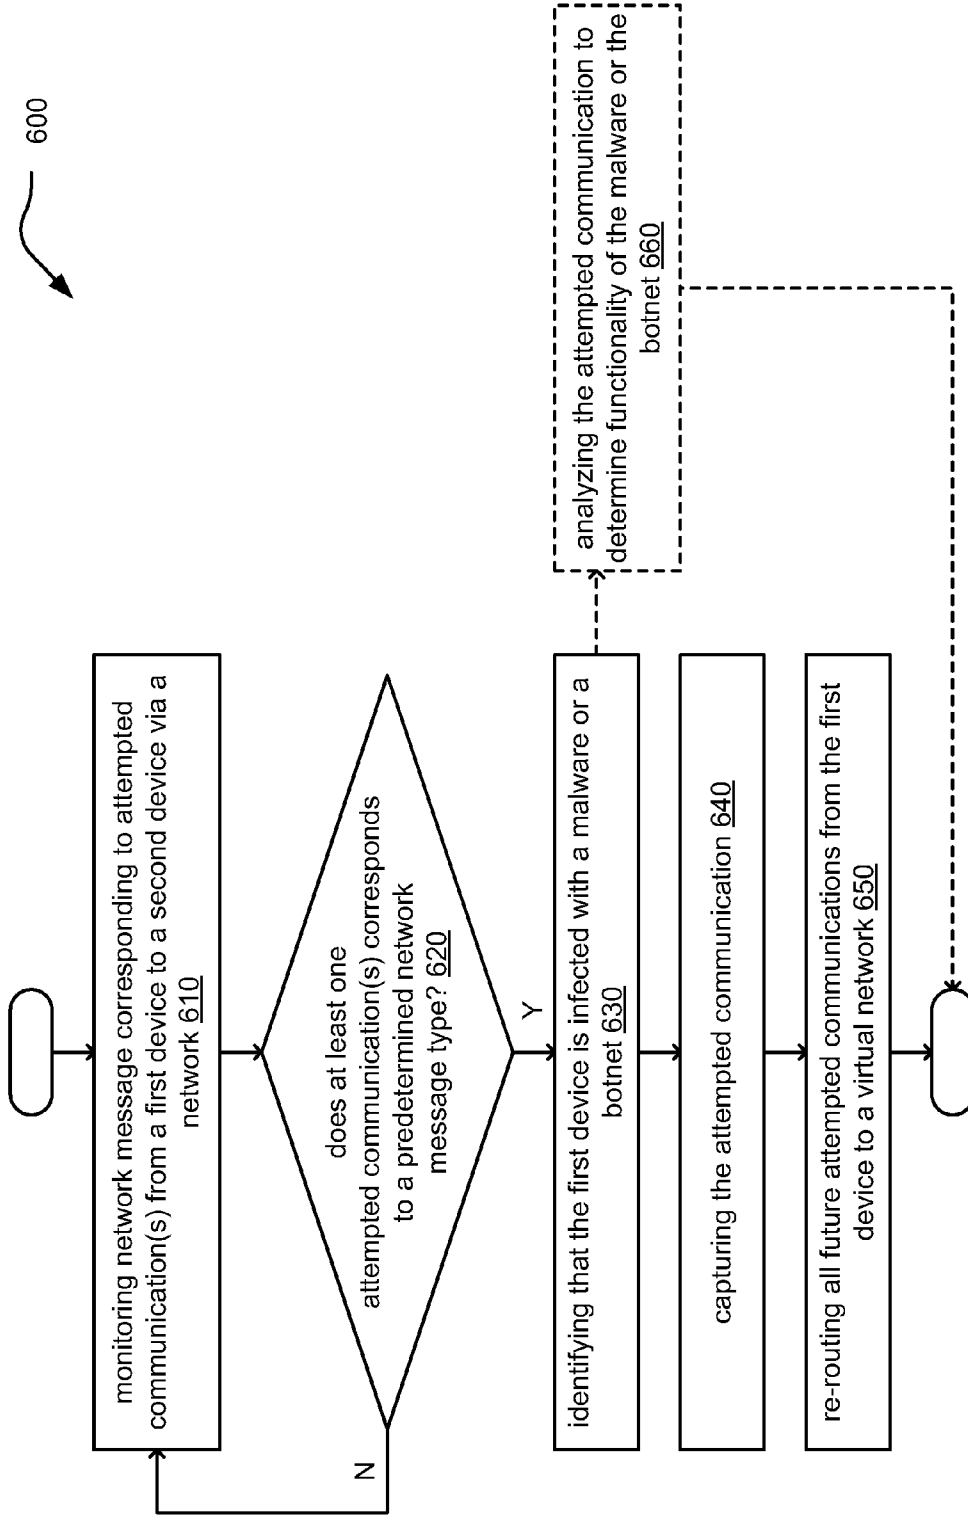 600
monitoring network message corresponding to attempted
communication(s) from a first device to a second device via a
network 610
does at least one
attempted communication(s) corresponds
to a predetermined network
message type? 620
N
Y
identifying that the first device is infected with a malware or a
botnet 630
analyzing the attempted communication to
determine functionality of the malware or the
botnet 660
capturing the attempted communication 640
re-routing all future attempted communications from the first
device to a virtual network 650